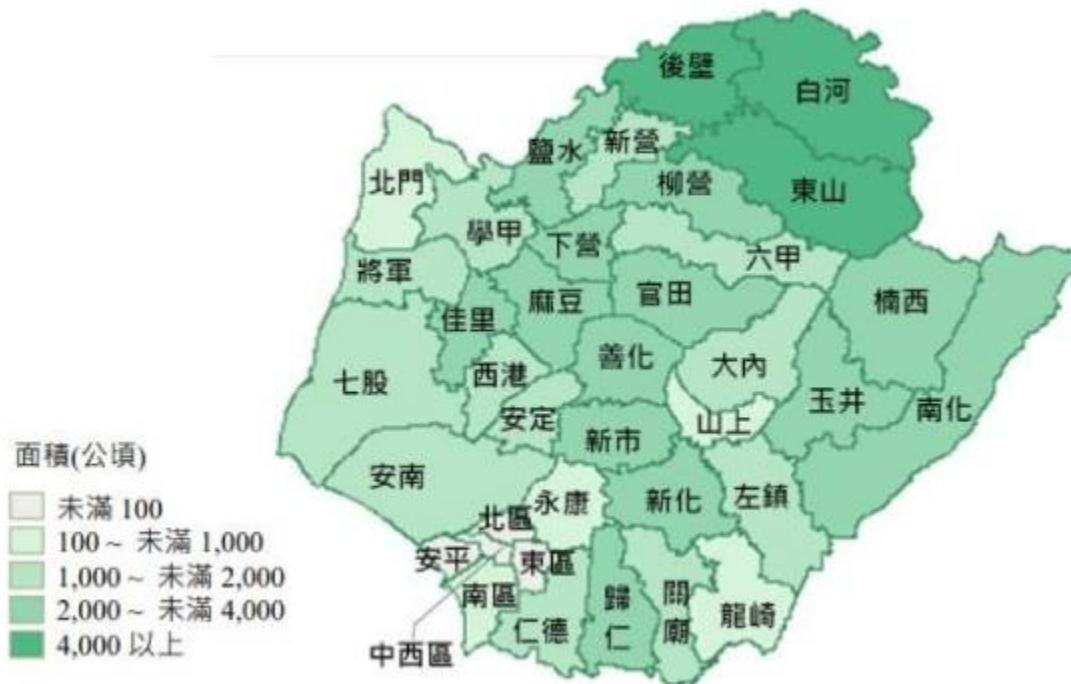 後壁
白河
鹽水
新營
北門
柳營
東山
學甲
下營
六甲
將軍
官田
楠西
麻豆
佳里
善化
大內
西港
七股
玉井
南化
安定
山上
新市
面積(公頃)
安南
左鎮
永康
新化
未滿 100
北區
100 ~ 未滿 1,000
安平
東區
1,000 ~ 未滿 2,000
南區
歸仁
關廟
龍崎
2,000 ~ 未滿 4,000
仁德
4,000 以上
中西區